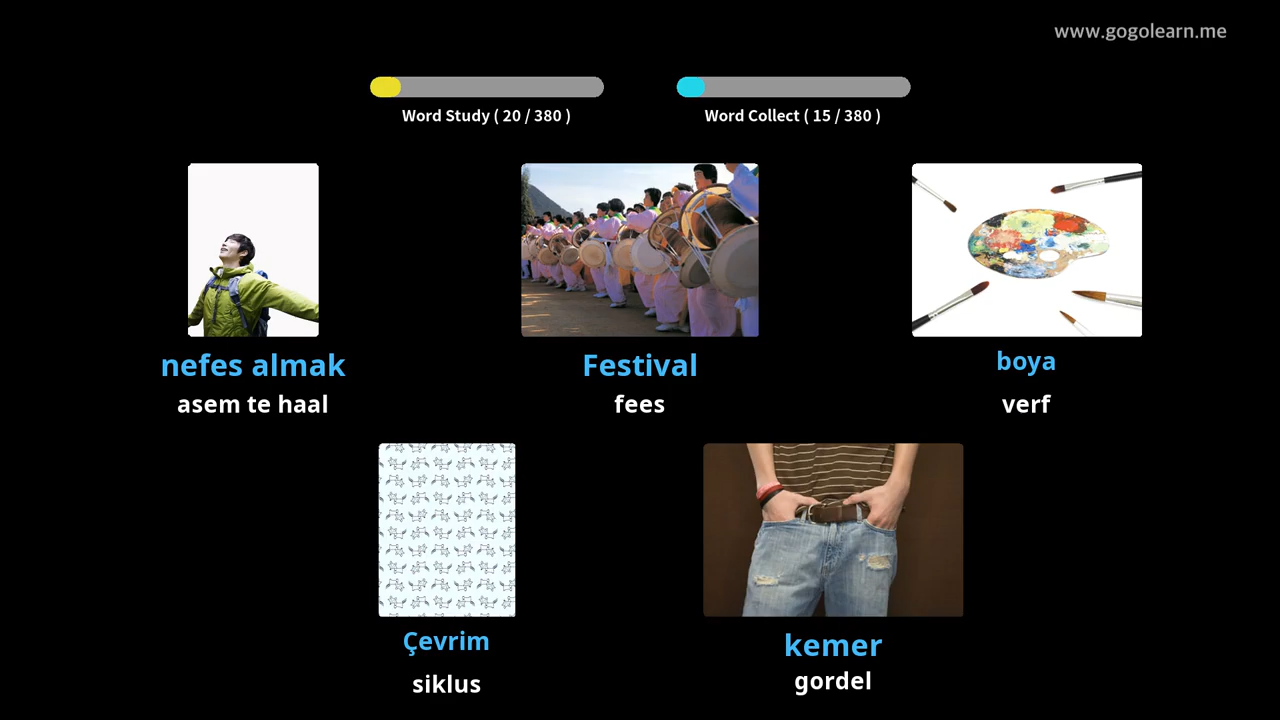 www.gogolearn.me
Word Study ( 20 / 380 )
Word Collect ( 15 / 380 )
nefes almak
asem te haal
Festival
fees
boya
verf
Çevrim
siklus
kemer
gordel